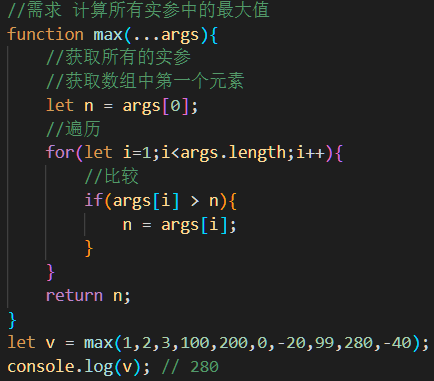 //需求 计算所有实参中的最大值
function max(...args){
//获取所有的实参
//获取数组中第一个元素
let n = args[0];
//遍历
for(let i=1;i<args.length;i++){
//比较
if(args[i] > n){
n = args[i];
}
}
return n;
}
let v = max(1,2,3,100,200,0,-20,99,280,-40);
console.log(v); // 280